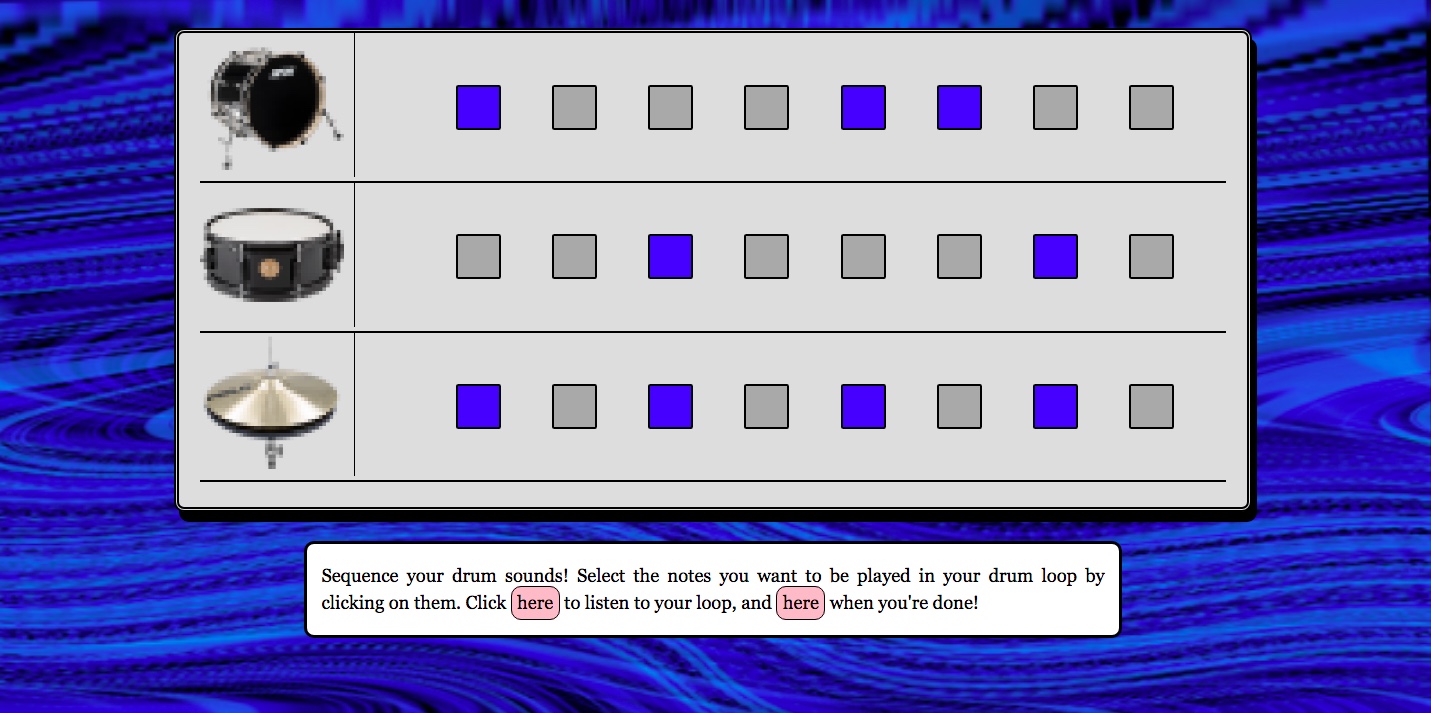 Sequence your drum sounds! Select the notes you want to be played in your drum loop by
clicking on them. Click here to listen to your loop, and here when you're done!